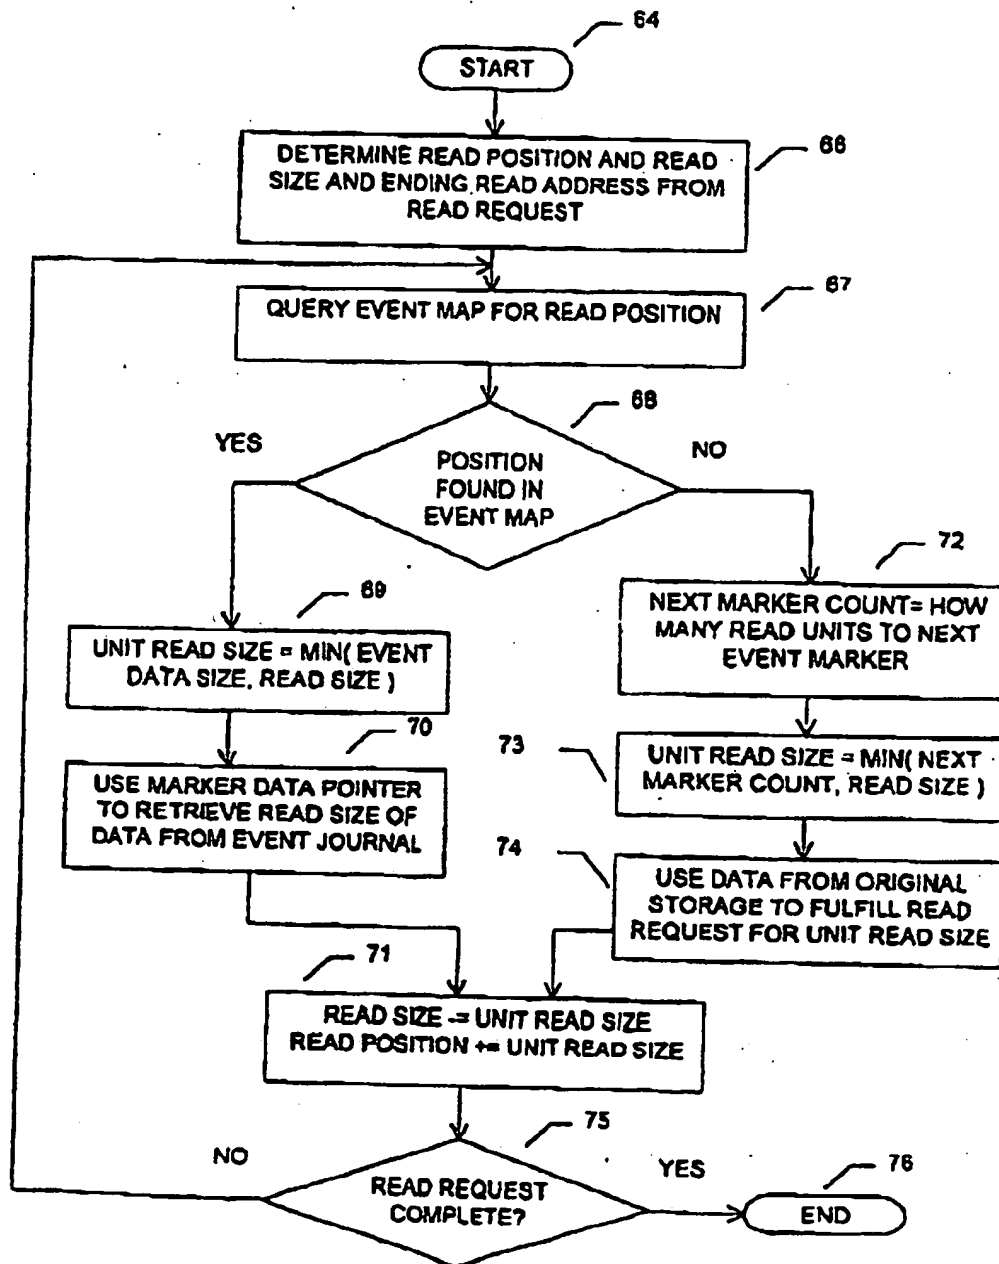 64
START
66
DETERMINE READ POSITION AND READ
SIZE AND ENDING READ ADDRESS FROM
READ REQUEST
67
QUERY EVENT MAP FOR READ POSITION
68
YES
NO
POSITION
FOUND IN
EVENT MAP
69
UNIT READ SIZE = MIN( EVENT
DATA SIZE, READ SIZE )
72
NEXT MARKER COUNT= HOW
MANY READ UNITS TO NEXT
EVENT MARKER
70
USE MARKER DATA POINTER
TO RETRIEVE READ SIZE OF
DATA FROM EVENT JOURNAL
73
UNIT READ SIZE = MIN( NEXT
MARKER COUNT, READ SIZE )
74
USE DATA FROM ORIGINAL
STORAGE TO FULFILL READ
REQUEST FOR UNIT READ SIZE
71
READ SIZE -= UNIT READ SIZE
READ POSITION += UNIT READ SIZE
75
NO
YES
READ REQUEST
COMPLETE?
76
END